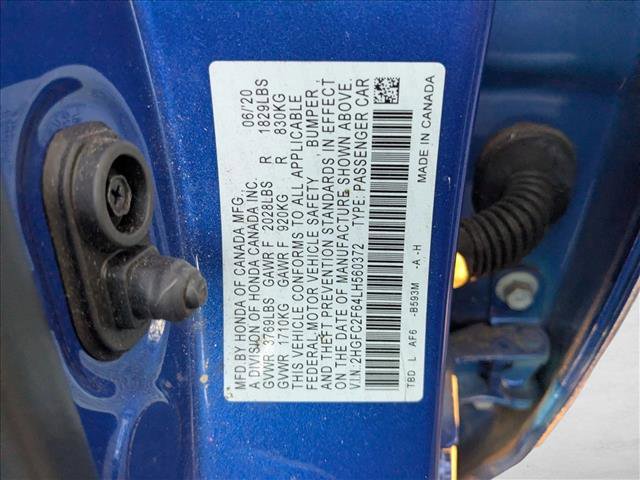 MFD.BY HONDA OF CANADA MFG. 06/20
A DIVISION OF HONDA CANADA INC.
GVWR 3769LBS GAWR F 2028LBS R 1829LBS
GVWR 1710KG GAWR F 920KG R 830KG
THIS VEHICLE CONFORMS TO ALL APPLICABLE
FEDERAL MOTOR VEHICLE SAFETY BUMPER,
AND THEFT PREVENTION STANDARDS IN EFFECT
ON THE DATE OF MANUFACTURE SHOWN ABOVE.
V.I.N.: 2HGFC2F64LH560372 TYPE: PASSENGER CAR
TBD L AF6 -B593M -A -H MADE IN CANADA